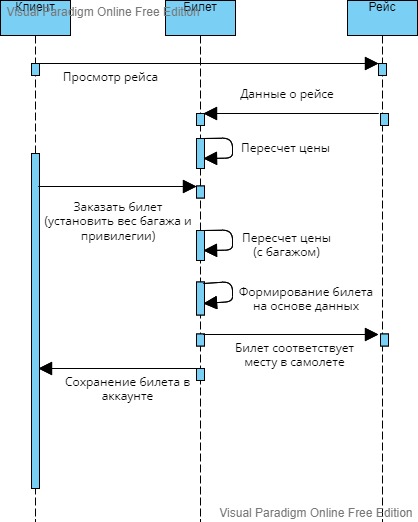 Visual Paradigm Online Free Edition
Клиент
Билет
Рейс
Просмотр рейса
Данные о рейсе
Пересчет цены
Заказать билет
(установить вес багажа и
привилегии)
Пересчет цены
(с багажом)
Формирование билета
на основе данных
Билет соответствует
месту в самолете
Сохранение билета в
аккаунте
Visual Paradigm Online Free Edition